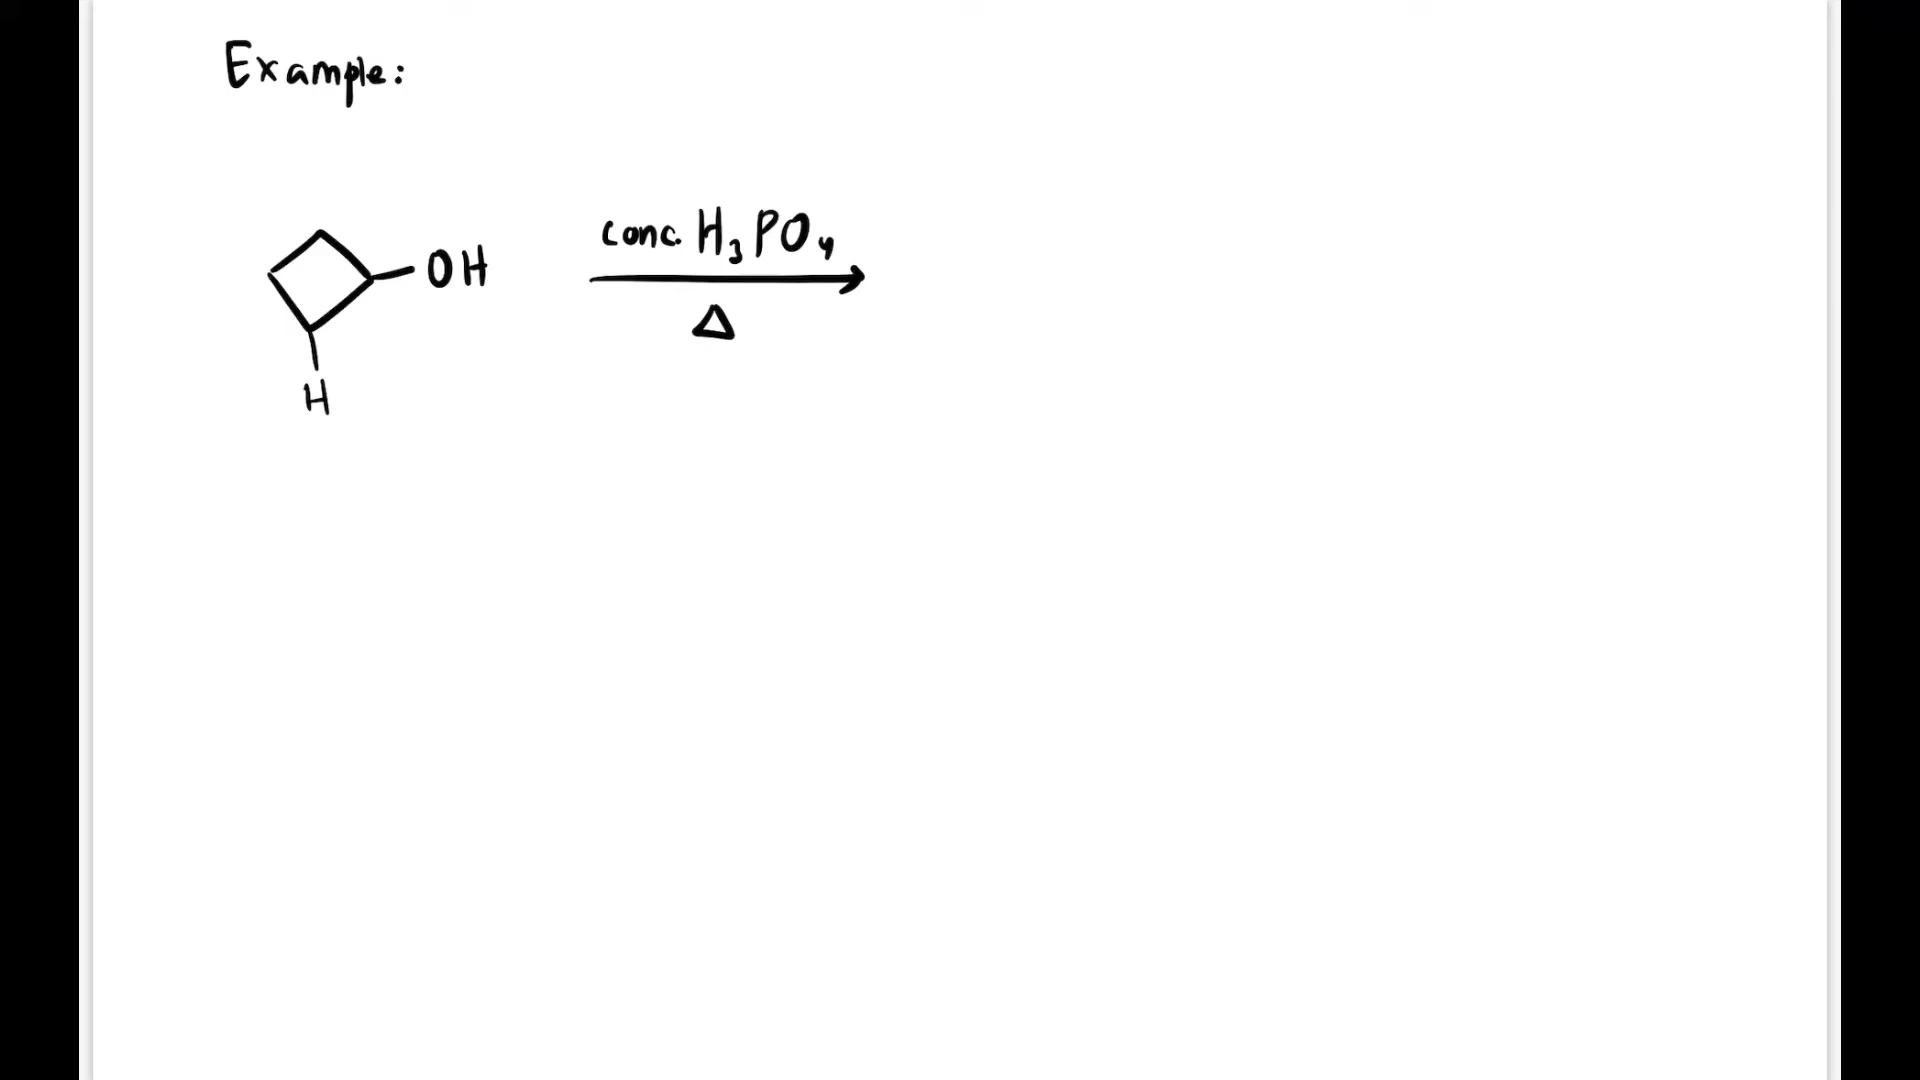 Example:
conc. H₃PO₄
OH
Δ
H